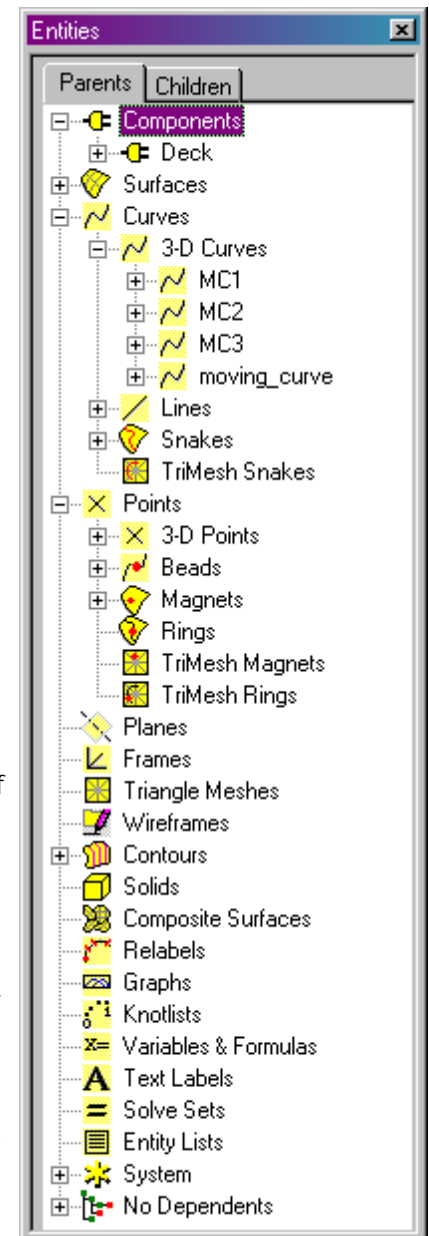 Entities
Parents Children
Components
Deck
Surfaces
Curves
3-D Curves
MC1
MC2
MC3
moving_curve
Lines
Snakes
TriMesh Snakes
Points
3-D Points
Beads
Magnets
Rings
TriMesh Magnets
TriMesh Rings
Planes
Frames
f
Triangle Meshes
Wireframes
Contours
Solids
Composite Surfaces
Relabels
Graphs
Knotlists
x= Variables & Formulas
A Text Labels
= Solve Sets
Entity Lists
System
No Dependents